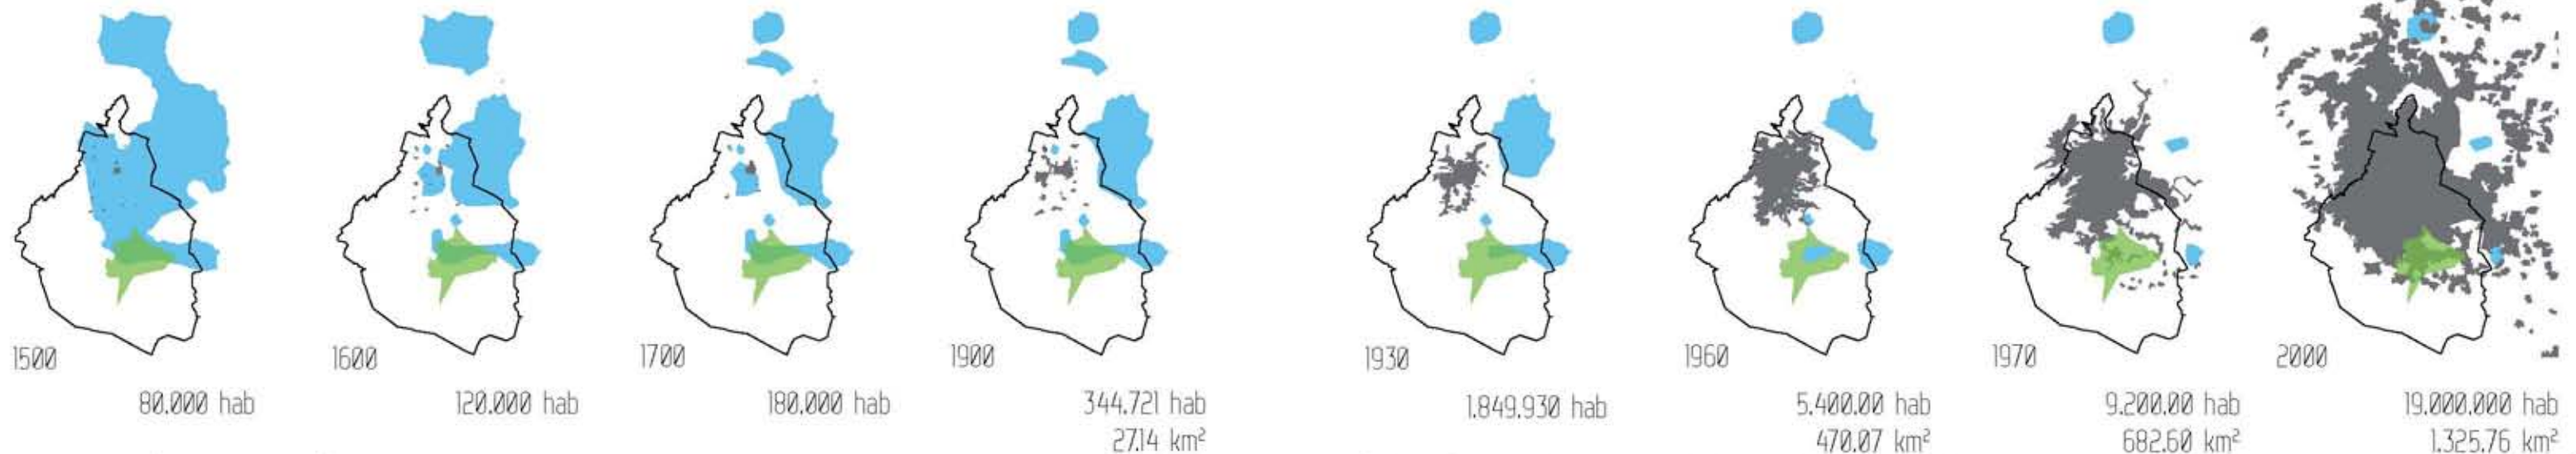 1500
80.000 hab
1600
120.000 hab
1700
180.000 hab
1900
344.721 hab
27.14 km²
1930
1.849.930 hab
1960
5.400.00 hab
470.07 km²
1970
9.200.00 hab
682.60 km²
2000
19.000.000 hab
1.325.76 km²